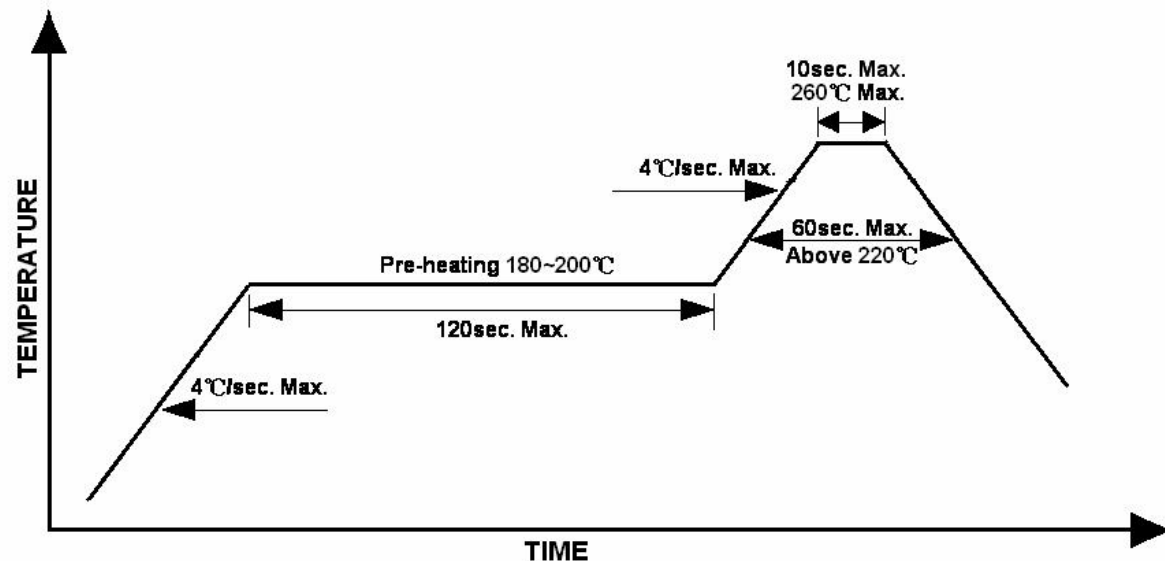 10sec. Max.
260℃ Max.
4℃/sec. Max.
60sec. Max.
Above 220℃
Pre-heating 180~200℃
120sec. Max.
4℃/sec. Max.
TEMPERATURE
TIME